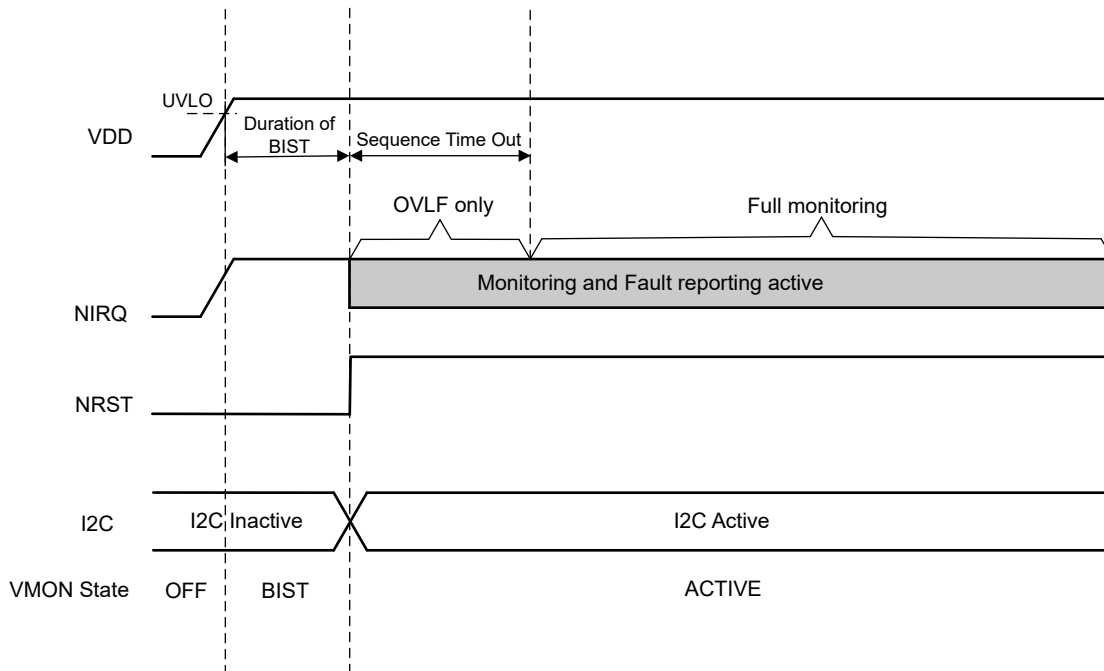 UVLO
VDD
Duration of
BIST
Sequence Time Out
OVLF only
Full monitoring
Monitoring and Fault reporting active
NIRQ
NRST
I2C
I2C Inactive
I2C Active
VMON State
OFF
BIST
ACTIVE